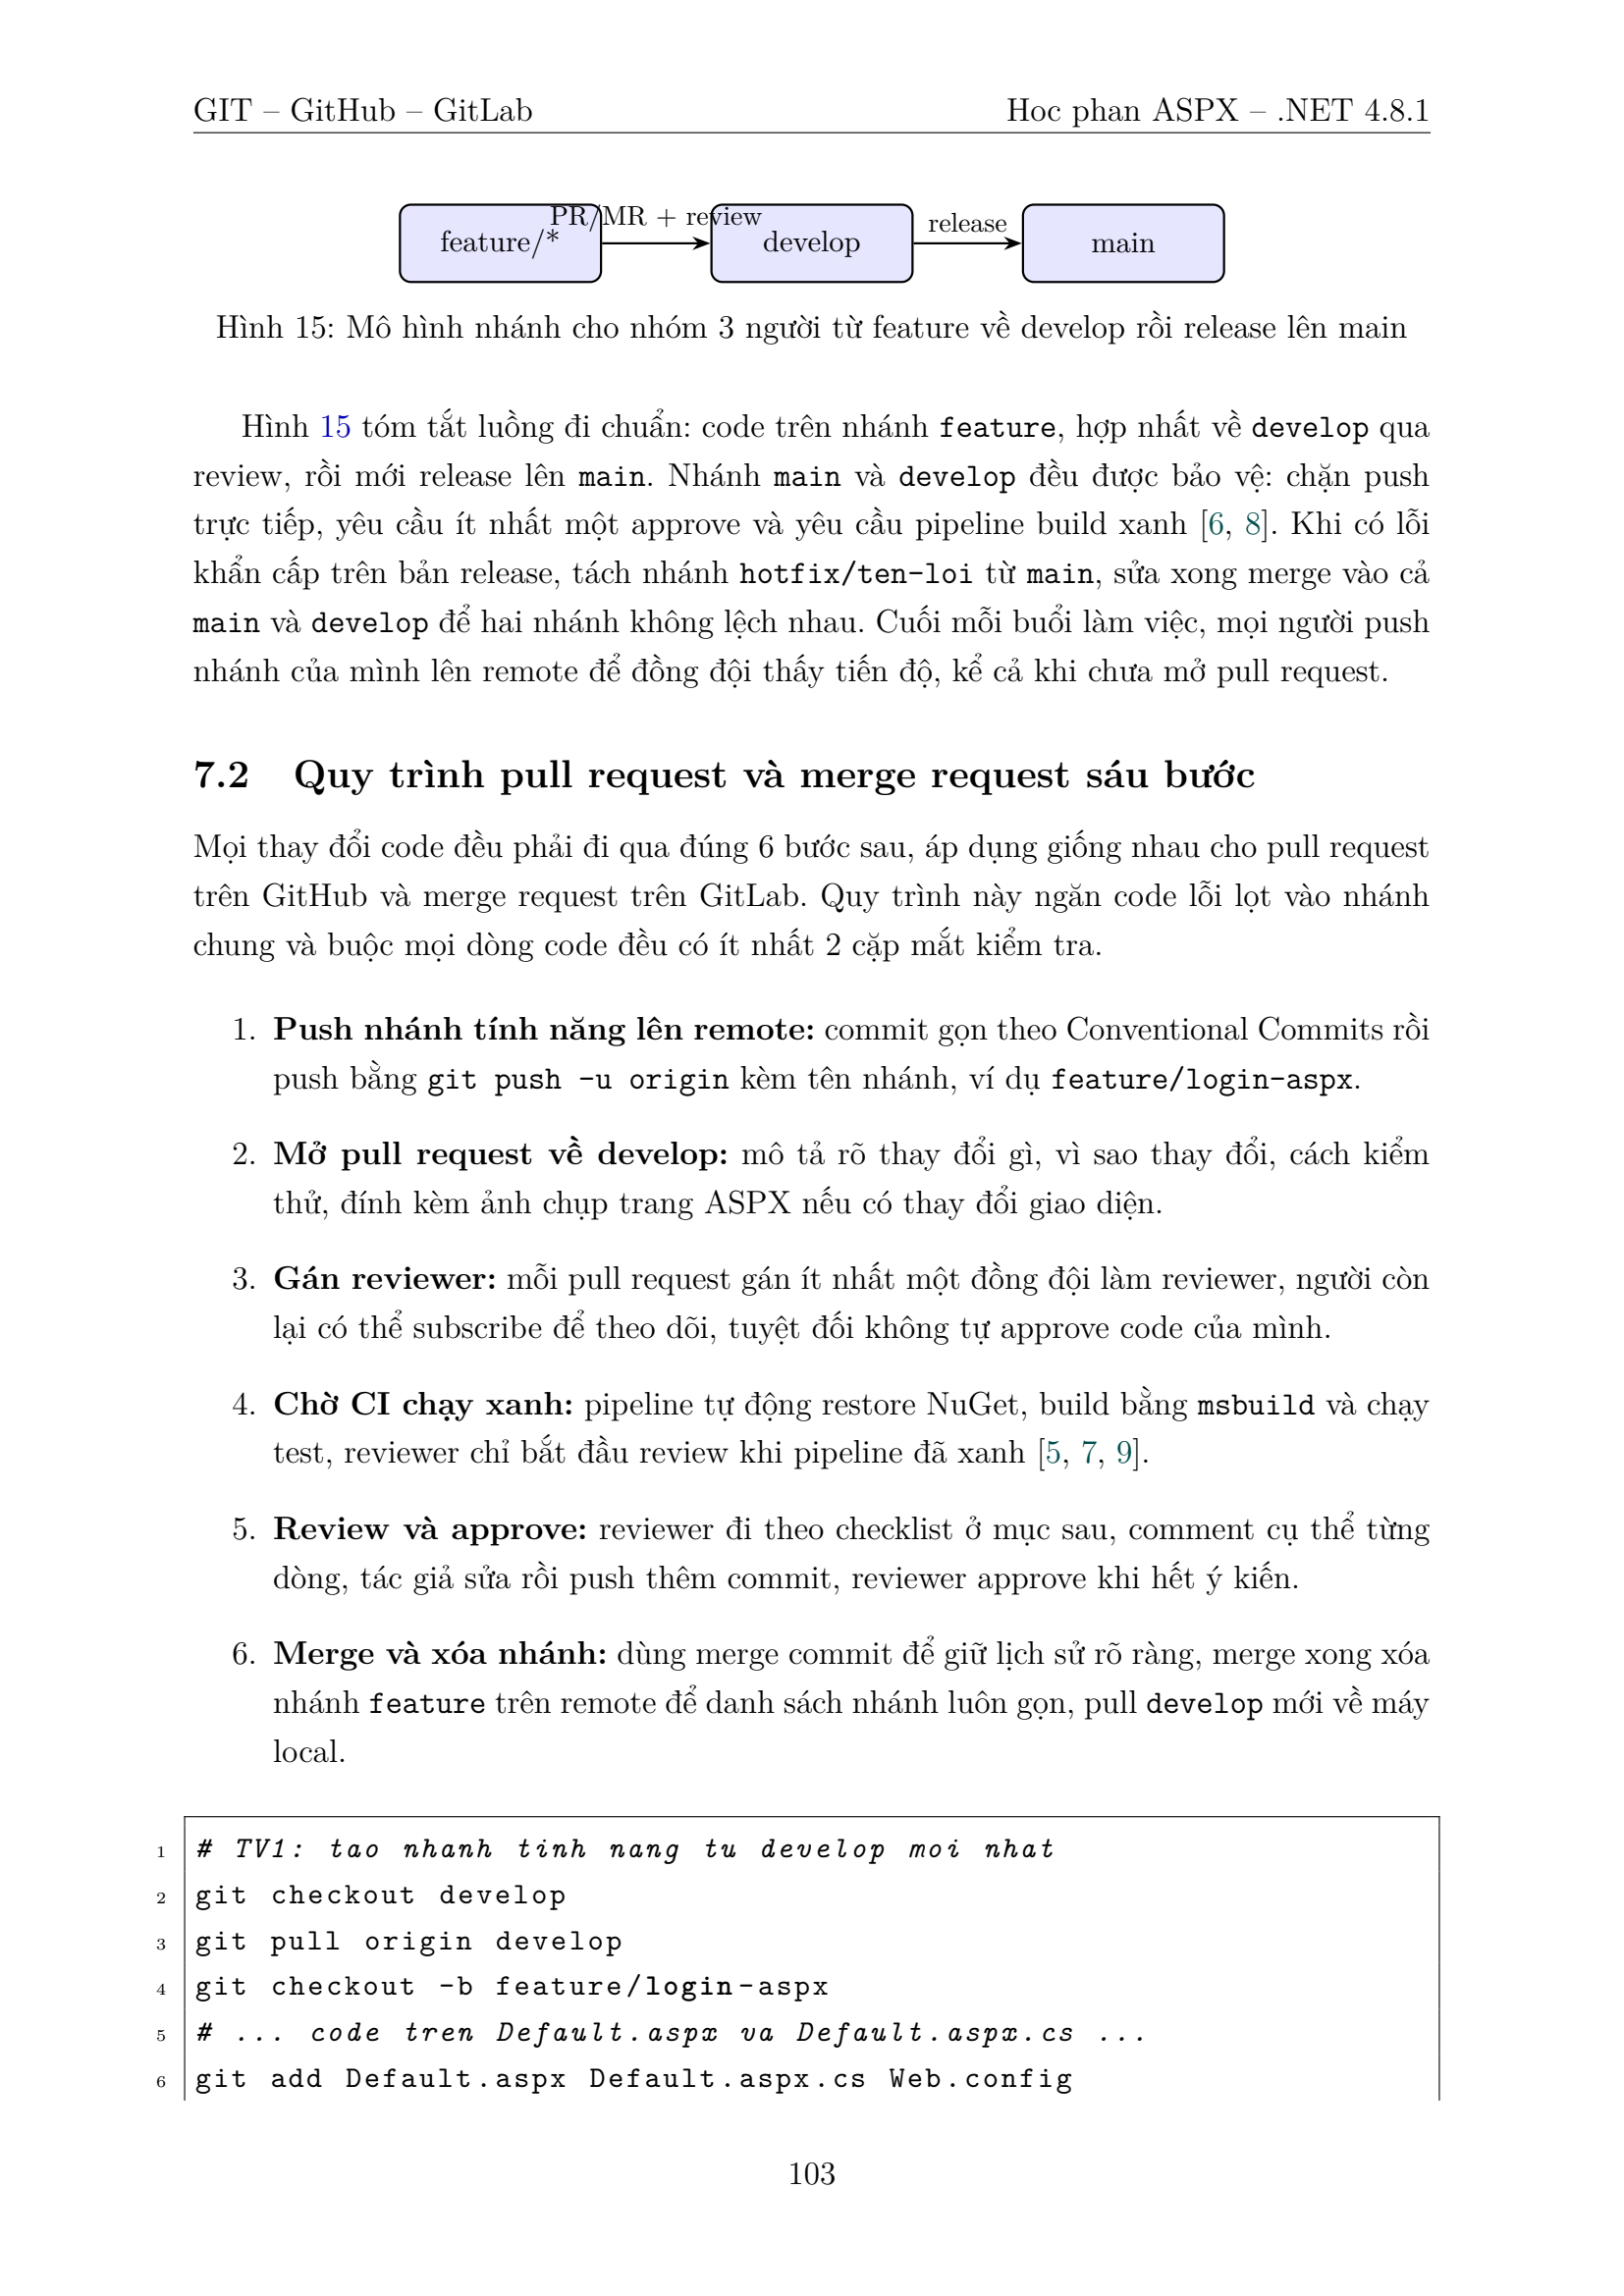 GIT – GitHub – GitLab Hoc phan ASPX – .NET 4.8.1
feature/* PR/MR + review develop release main
Hình 15: Mô hình nhánh cho nhóm 3 người từ feature về develop rồi release lên main
Hình 15 tóm tắt luồng đi chuẩn: code trên nhánh feature, hợp nhất về develop qua
review, rồi mới release lên main. Nhánh main và develop đều được bảo vệ: chặn push
trực tiếp, yêu cầu ít nhất một approve và yêu cầu pipeline build xanh [6, 8]. Khi có lỗi
khẩn cấp trên bản release, tách nhánh hotfix/ten-loi từ main, sửa xong merge vào cả
main và develop để hai nhánh không lệch nhau. Cuối mỗi buổi làm việc, mọi người push
nhánh của mình lên remote để đồng đội thấy tiến độ, kể cả khi chưa mở pull request.
7.2 Quy trình pull request và merge request sáu bước
Mọi thay đổi code đều phải đi qua đúng 6 bước sau, áp dụng giống nhau cho pull request
trên GitHub và merge request trên GitLab. Quy trình này ngăn code lỗi lọt vào nhánh
chung và buộc mọi dòng code đều có ít nhất 2 cặp mắt kiểm tra.
1. Push nhánh tính năng lên remote: commit gọn theo Conventional Commits rồi
push bằng git push -u origin kèm tên nhánh, ví dụ feature/login-aspx.
2. Mở pull request về develop: mô tả rõ thay đổi gì, vì sao thay đổi, cách kiểm
thử, đính kèm ảnh chụp trang ASPX nếu có thay đổi giao diện.
3. Gán reviewer: mỗi pull request gán ít nhất một đồng đội làm reviewer, người còn
lại có thể subscribe để theo dõi, tuyệt đối không tự approve code của mình.
4. Chờ CI chạy xanh: pipeline tự động restore NuGet, build bằng msbuild và chạy
test, reviewer chỉ bắt đầu review khi pipeline đã xanh [5, 7, 9].
5. Review và approve: reviewer đi theo checklist ở mục sau, comment cụ thể từng
dòng, tác giả sửa rồi push thêm commit, reviewer approve khi hết ý kiến.
6. Merge và xóa nhánh: dùng merge commit để giữ lịch sử rõ ràng, merge xong xóa
nhánh feature trên remote để danh sách nhánh luôn gọn, pull develop mới về máy
local.
1 # TV1: tao nhanh tinh nang tu develop moi nhat
2 git checkout develop
3 git pull origin develop
4 git checkout -b feature/login-aspx
5 # ... code tren Default.aspx va Default.aspx.cs ...
6 git add Default.aspx Default.aspx.cs Web.config
103